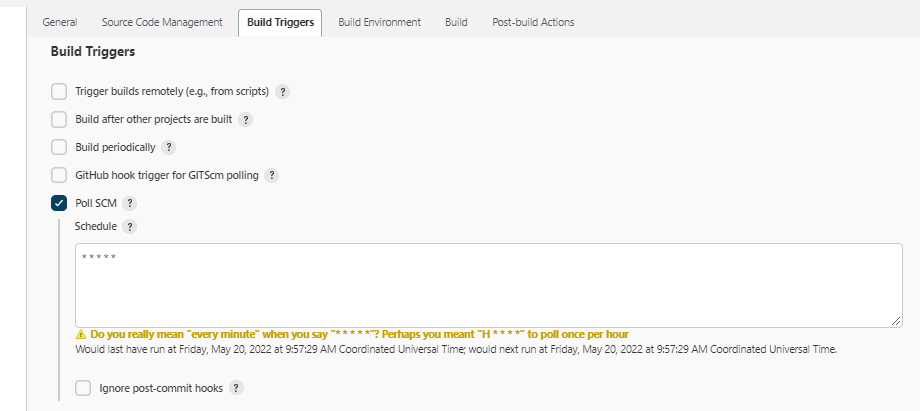 General Source Code Management Build Triggers Build Environment Build Post-build Actions
Build Triggers
Trigger builds remotely (e.g., from scripts) ?
Build after other projects are built ?
Build periodically ?
GitHub hook trigger for GITScm polling ?
Poll SCM ?
Schedule ?
* * * * *
Do you really mean "every minute" when you say "* * * * *"? Perhaps you meant "H * * * *" to poll once per hour
Would last have run at Friday, May 20, 2022 at 9:57:29 AM Coordinated Universal Time; would next run at Friday, May 20, 2022 at 9:57:29 AM Coordinated Universal Time.
Ignore post-commit hooks ?